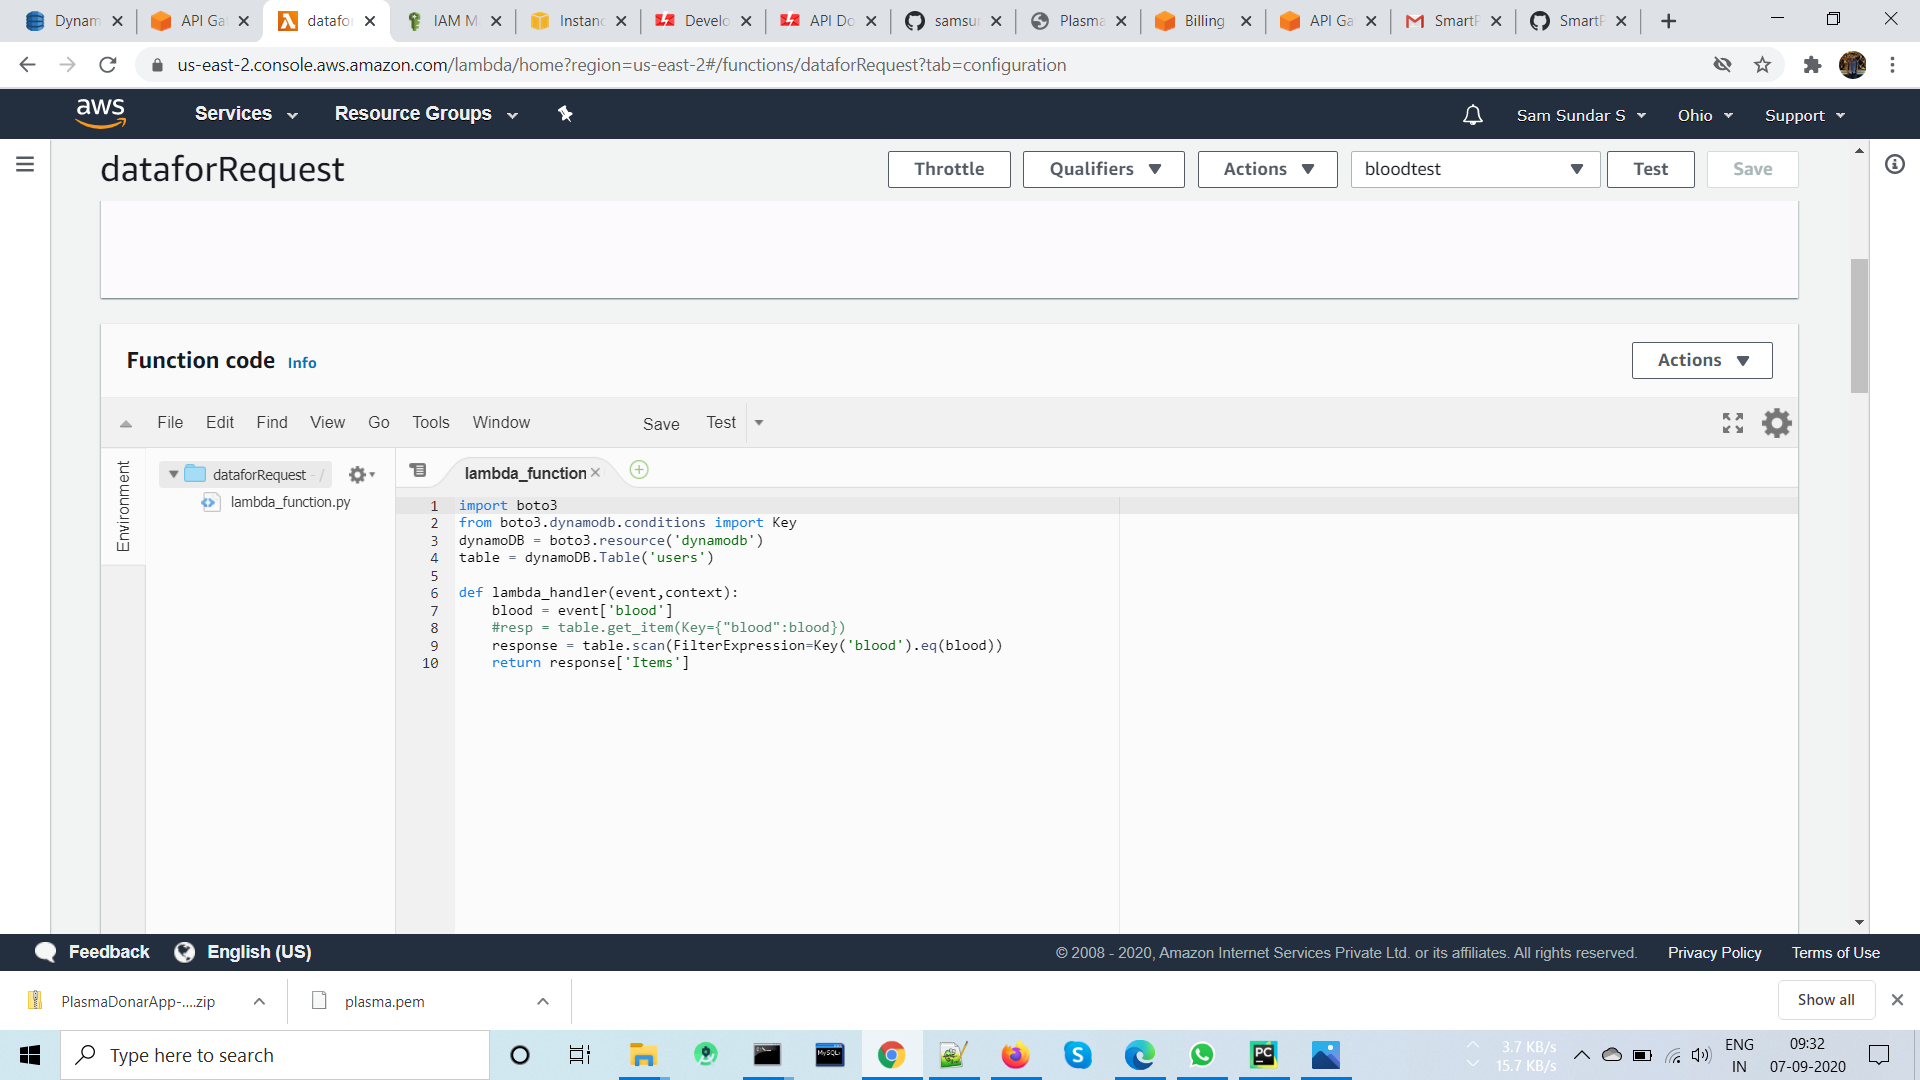 Dynam
API Ga
datafo
IAM M
Instanc
Develo
API Do
samsu
Plasma
Billing
API Ga
SmartF
SmartF
us-east-2.console.aws.amazon.com/lambda/home?region=us-east-2#/functions/dataforRequest?tab=configuration
aws
Services
Resource Groups
Sam Sundar S
Ohio
Support
dataforRequest
Throttle
Qualifiers
Actions
bloodtest
Test
Save
Function code Info
Actions
File Edit Find View Go Tools Window Save Test
Environment
dataforRequest - /
lambda_function.py
lambda_function
1 import boto3
2 from boto3.dynamodb.conditions import Key
3 dynamoDB = boto3.resource('dynamodb')
4 table = dynamoDB.Table('users')
5
6 def lambda_handler(event,context):
7 blood = event['blood']
8 #resp = table.get_item(Key={"blood":blood})
9 response = table.scan(FilterExpression=Key('blood').eq(blood))
10 return response['Items']
Feedback
English (US)
© 2008 - 2020, Amazon Internet Services Private Ltd. or its affiliates. All rights reserved.
Privacy Policy
Terms of Use
PlasmaDonarApp-....zip
plasma.pem
Show all
Type here to search
MySQL
PC
3.7 KB/s
15.7 KB/s
ENG
IN
09:32
07-09-2020